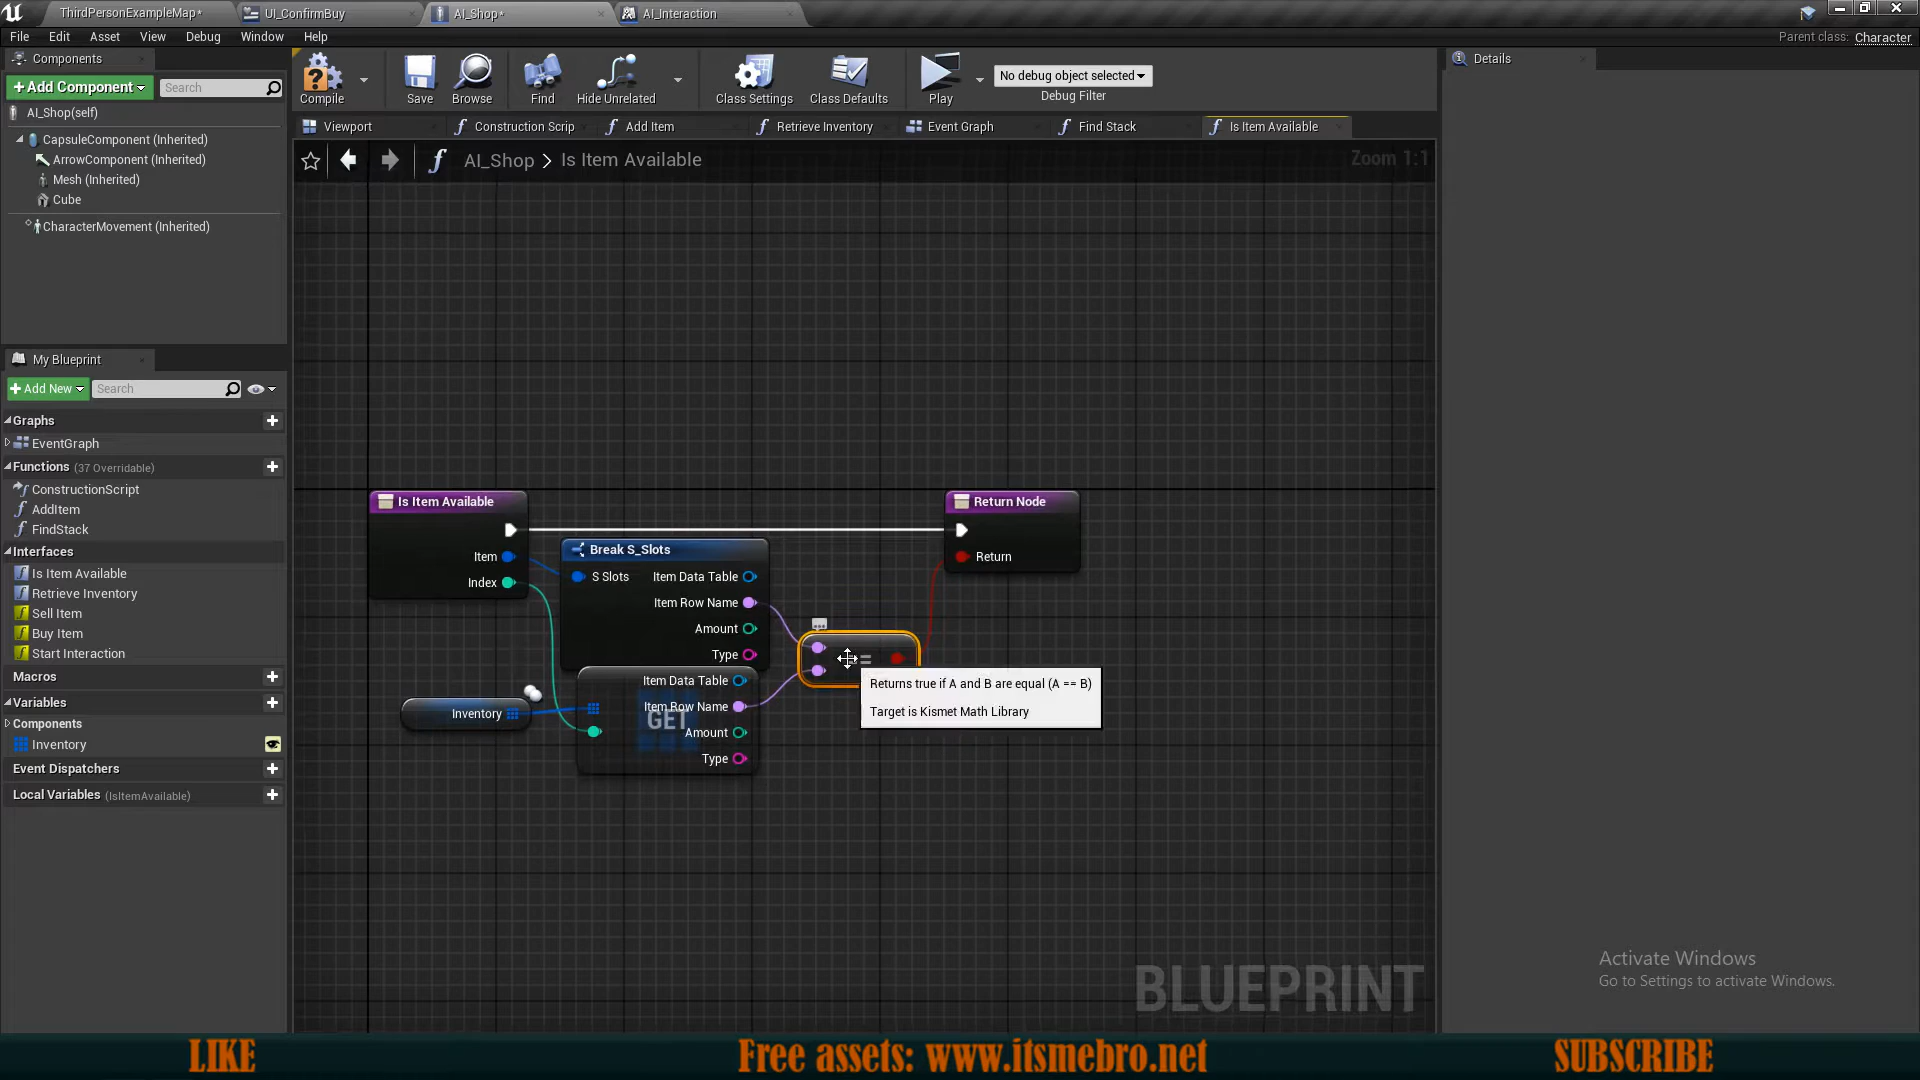 ThirdPersonExampleMap*
UI_ConfirmBuy
AI_Shop*
AI_Interaction
File
Edit
Asset
View
Debug
Window
Help
Parent class: Character
Components
+Add Component
Search
AI_Shop(self)
CapsuleComponent (Inherited)
ArrowComponent (Inherited)
Mesh (Inherited)
Cube
CharacterMovement (Inherited)
My Blueprint
+Add New
Search
Graphs
EventGraph
Functions (37 Overridable)
ConstructionScript
AddItem
FindStack
Interfaces
Is Item Available
Retrieve Inventory
Sell Item
Buy Item
Start Interaction
Macros
Variables
Components
Inventory
Event Dispatchers
Local Variables (IsItemAvailable)
Compile
Save
Browse
Find
Hide Unrelated
Class Settings
Class Defaults
Play
No debug object selected
Debug Filter
Viewport
Construction Scrip
Add Item
Retrieve Inventory
Event Graph
Find Stack
Is Item Available
AI_Shop > Is Item Available
Zoom 1:1
Is Item Available
Item
Index
Break S_Slots
S Slots
Item Data Table
Item Row Name
Amount
Type
Inventory
GET
Item Data Table
Item Row Name
Amount
Type
Return Node
Return
Returns true if A and B are equal (A == B)
Target is Kismet Math Library
BLUEPRINT
Details
Activate Windows
Go to Settings to activate Windows.
LIKE
Free assets: www.itsmebro.net
SUBSCRIBE